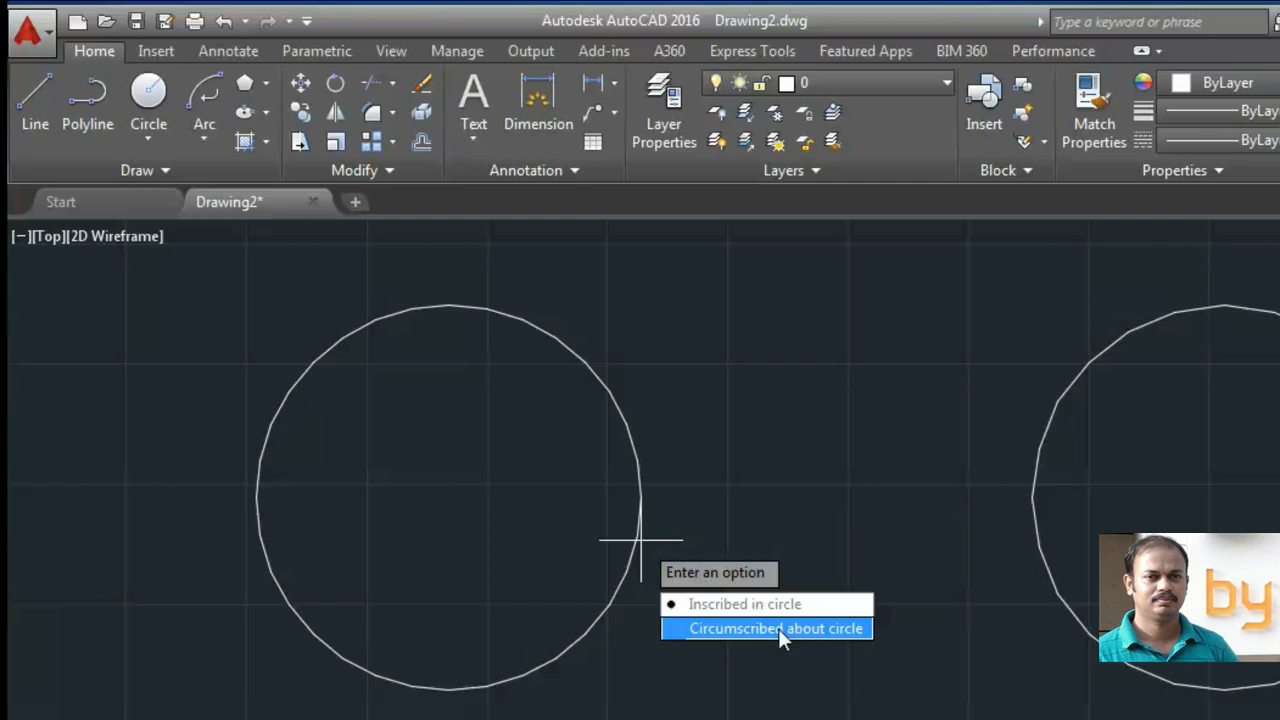 Autodesk AutoCAD 2016 Drawing2.dwg
Type a keyword or phrase
Home Insert Annotate Parametric View Manage Output Add-ins A360 Express Tools Featured Apps BIM 360 Performance
Line Polyline Circle Arc
Text Dimension
Layer Properties
0
Insert
Match Properties
ByLayer
ByLay
ByLay
Draw Modify Annotation Layers Block Properties
Start Drawing2*
[−][Top][2D Wireframe]
Enter an option
Inscribed in circle
Circumscribed about circle
by